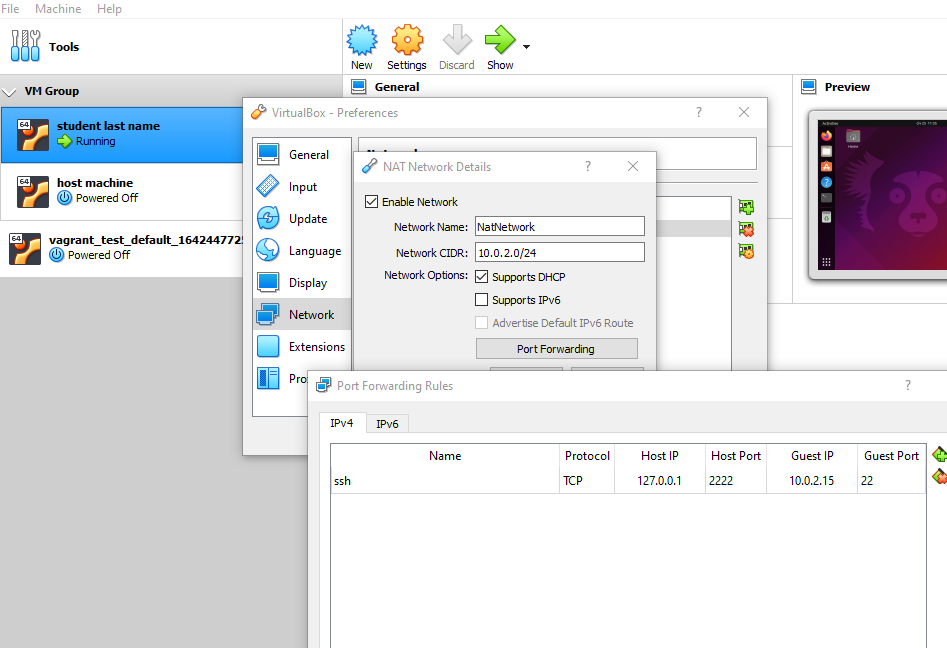 File Machine Help
Tools
New Settings Discard Show
VM Group
General
Preview
64 student last name
Running
64 host machine
Powered Off
64 vagrant_test_default_1642447725
Powered Off
VirtualBox - Preferences ?
General
Input
Update
Language
Display
Network
Extensions
NAT Network Details ?
Enable Network
Network Name: NatNetwork
Network CIDR: 10.0.2.0/24
Network Options: Supports DHCP
Supports IPv6
Advertise Default IPv6 Route
Port Forwarding
Port Forwarding Rules ?
IPv4 IPv6
Name Protocol Host IP Host Port Guest IP Guest Port
ssh TCP 127.0.0.1 2222 10.0.2.15 22